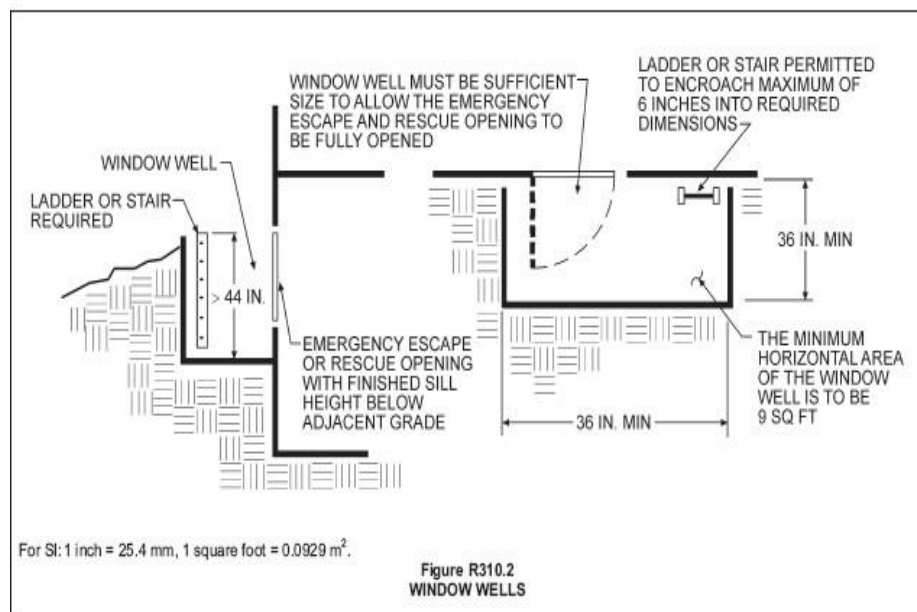 WINDOW WELL MUST BE SUFFICIENT
SIZE TO ALLOW THE EMERGENCY
ESCAPE AND RESCUE OPENING TO
BE FULLY OPENED
LADDER OR STAIR PERMITTED
TO ENCROACH MAXIMUM OF
6 INCHES INTO REQUIRED
DIMENSIONS
WINDOW WELL
LADDER OR STAIR
REQUIRED
> 44 IN.
36 IN. MIN
EMERGENCY ESCAPE
OR RESCUE OPENING
WITH FINISHED SILL
HEIGHT BELOW
ADJACENT GRADE
THE MINIMUM
HORIZONTAL AREA
OF THE WINDOW
WELL IS TO BE
9 SQ FT
36 IN. MIN
For SI: 1 inch = 25.4 mm, 1 square foot = 0.0929 m².
Figure R310.2
WINDOW WELLS